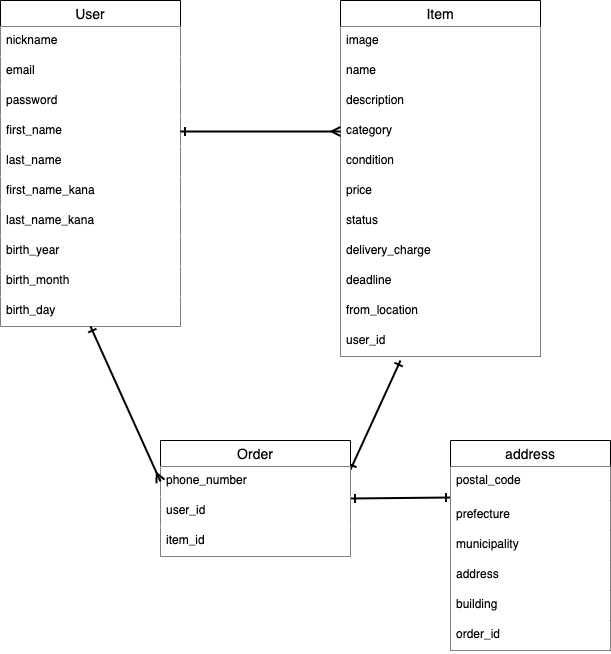 User
nickname
email
password
first_name
last_name
first_name_kana
last_name_kana
birth_year
birth_month
birth_day
Item
image
name
description
category
condition
price
status
delivery_charge
deadline
from_location
user_id
Order
phone_number
user_id
item_id
address
postal_code
prefecture
municipality
address
building
order_id